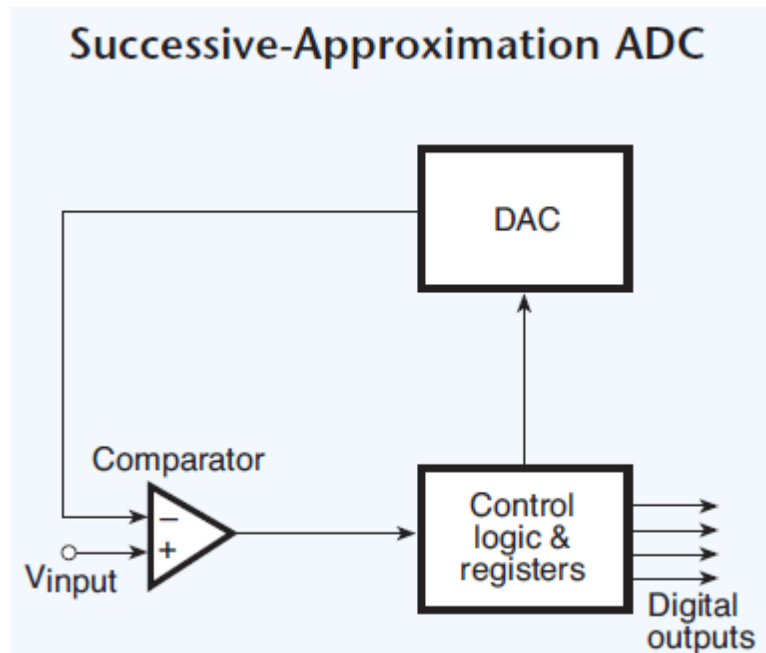 Successive-Approximation ADC
DAC
Comparator
−
+
Vinput
Control
logic &
registers
Digital
outputs